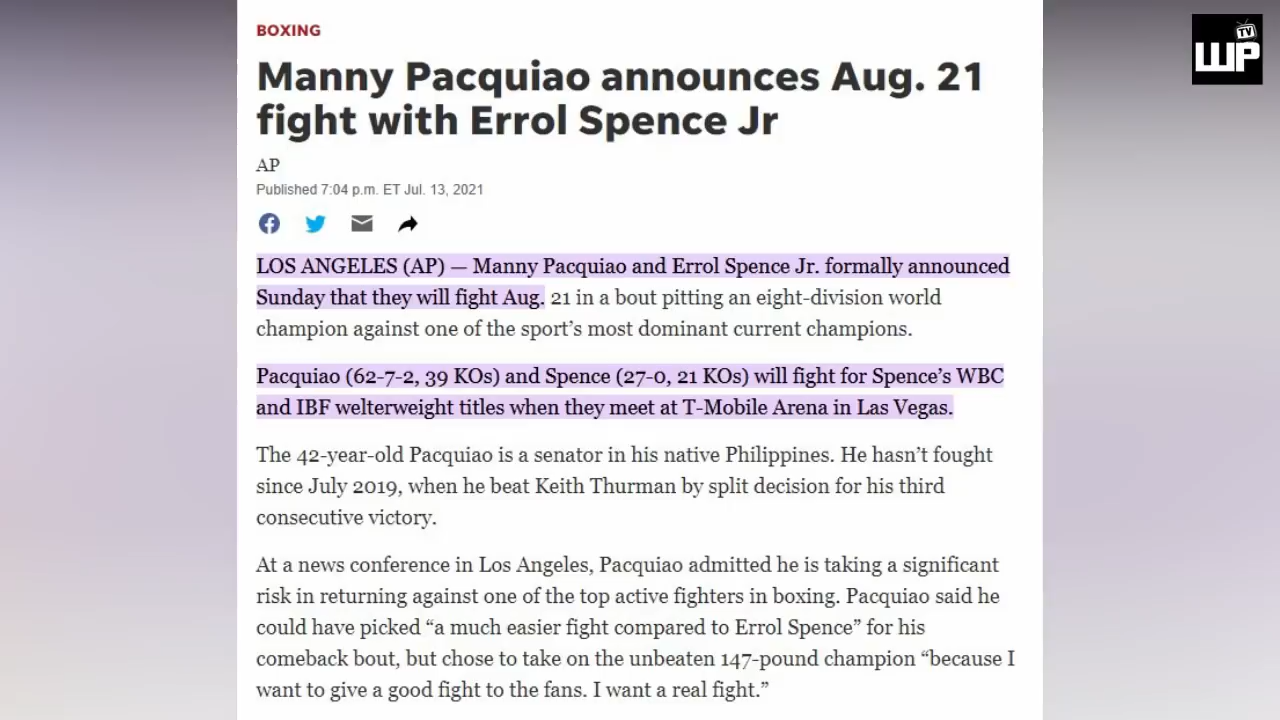 BOXING
Manny Pacquiao announces Aug. 21
fight with Errol Spence Jr
AP
Published 7:04 p.m. ET Jul. 13, 2021
LOS ANGELES (AP) — Manny Pacquiao and Errol Spence Jr. formally announced
Sunday that they will fight Aug. 21 in a bout pitting an eight-division world
champion against one of the sport’s most dominant current champions.
Pacquiao (62-7-2, 39 KOs) and Spence (27-0, 21 KOs) will fight for Spence’s WBC
and IBF welterweight titles when they meet at T-Mobile Arena in Las Vegas.
The 42-year-old Pacquiao is a senator in his native Philippines. He hasn’t fought
since July 2019, when he beat Keith Thurman by split decision for his third
consecutive victory.
At a news conference in Los Angeles, Pacquiao admitted he is taking a significant
risk in returning against one of the top active fighters in boxing. Pacquiao said he
could have picked “a much easier fight compared to Errol Spence” for his
comeback bout, but chose to take on the unbeaten 147-pound champion “because I
want to give a good fight to the fans. I want a real fight.”
TV
WP